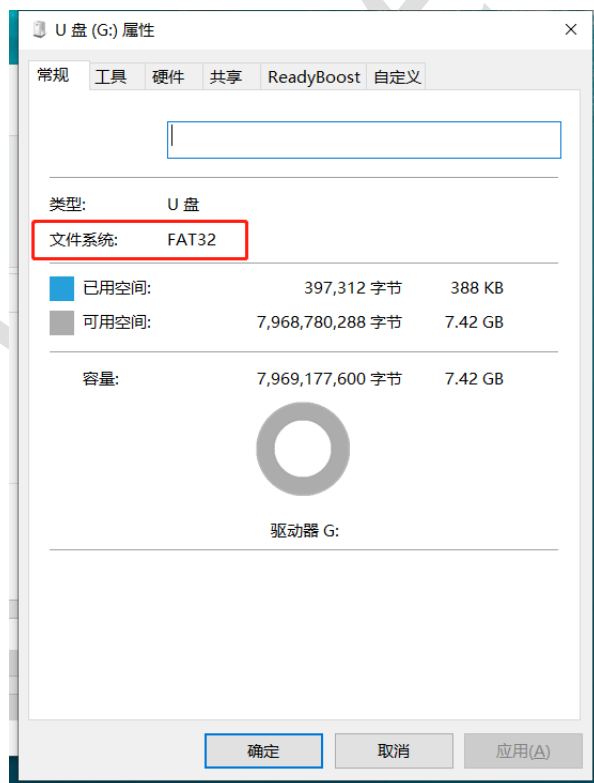 U 盘 (G:) 属性
常规 工具 硬件 共享 ReadyBoost 自定义
类型: U 盘
文件系统: FAT32
已用空间: 397,312 字节 388 KB
可用空间: 7,968,780,288 字节 7.42 GB
容量: 7,969,177,600 字节 7.42 GB
驱动器 G:
确定 取消 应用(A)